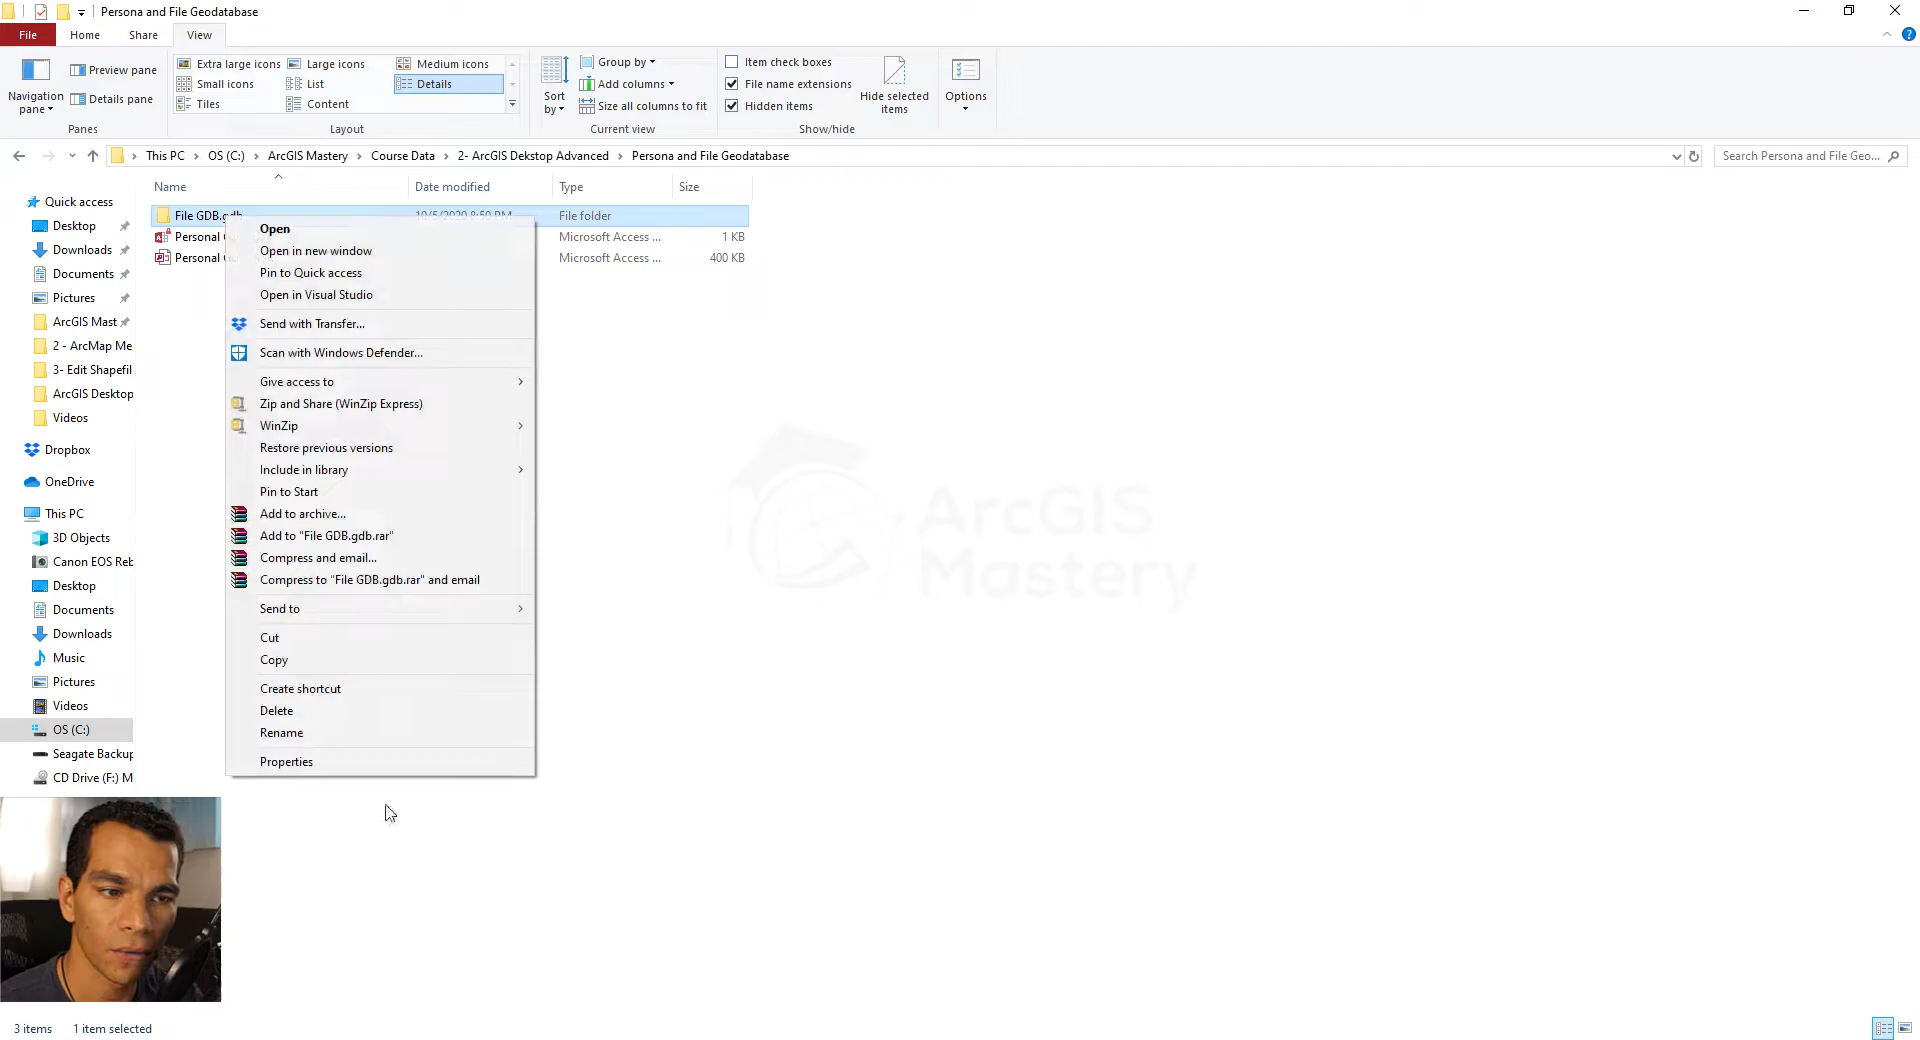 Persona and File Geodatabase
File Home Share View
Navigation pane
Preview pane
Details pane
Panes
Extra large icons Large icons Medium icons
Small icons List Details
Tiles Content
Layout
Sort by
Group by
Add columns
Size all columns to fit
Current view
Item check boxes
File name extensions
Hidden items
Hide selected items
Show/hide
Options
This PC > OS (C:) > ArcGIS Mastery > Course Data > 2- ArcGIS Dekstop Advanced > Persona and File Geodatabase
Search Persona and File Geo...
Name Date modified Type Size
File GDB.gdb 10/5/2020 8:50 PM File folder
Personal Microsoft Access ... 1 KB
Personal Microsoft Access ... 400 KB
Quick access
Desktop
Downloads
Documents
Pictures
ArcGIS Mast
2 - ArcMap Me
3- Edit Shapefil
ArcGIS Desktop
Videos
Dropbox
OneDrive
This PC
3D Objects
Canon EOS Reb
Desktop
Documents
Downloads
Music
Pictures
Videos
OS (C:)
Seagate Backup
CD Drive (F:) M
Open
Open in new window
Pin to Quick access
Open in Visual Studio
Send with Transfer...
Scan with Windows Defender...
Give access to
Zip and Share (WinZip Express)
WinZip
Restore previous versions
Include in library
Pin to Start
Add to archive...
Add to "File GDB.gdb.rar"
Compress and email...
Compress to "File GDB.gdb.rar" and email
Send to
Cut
Copy
Create shortcut
Delete
Rename
Properties
ArcGIS
Mastery
3 items 1 item selected